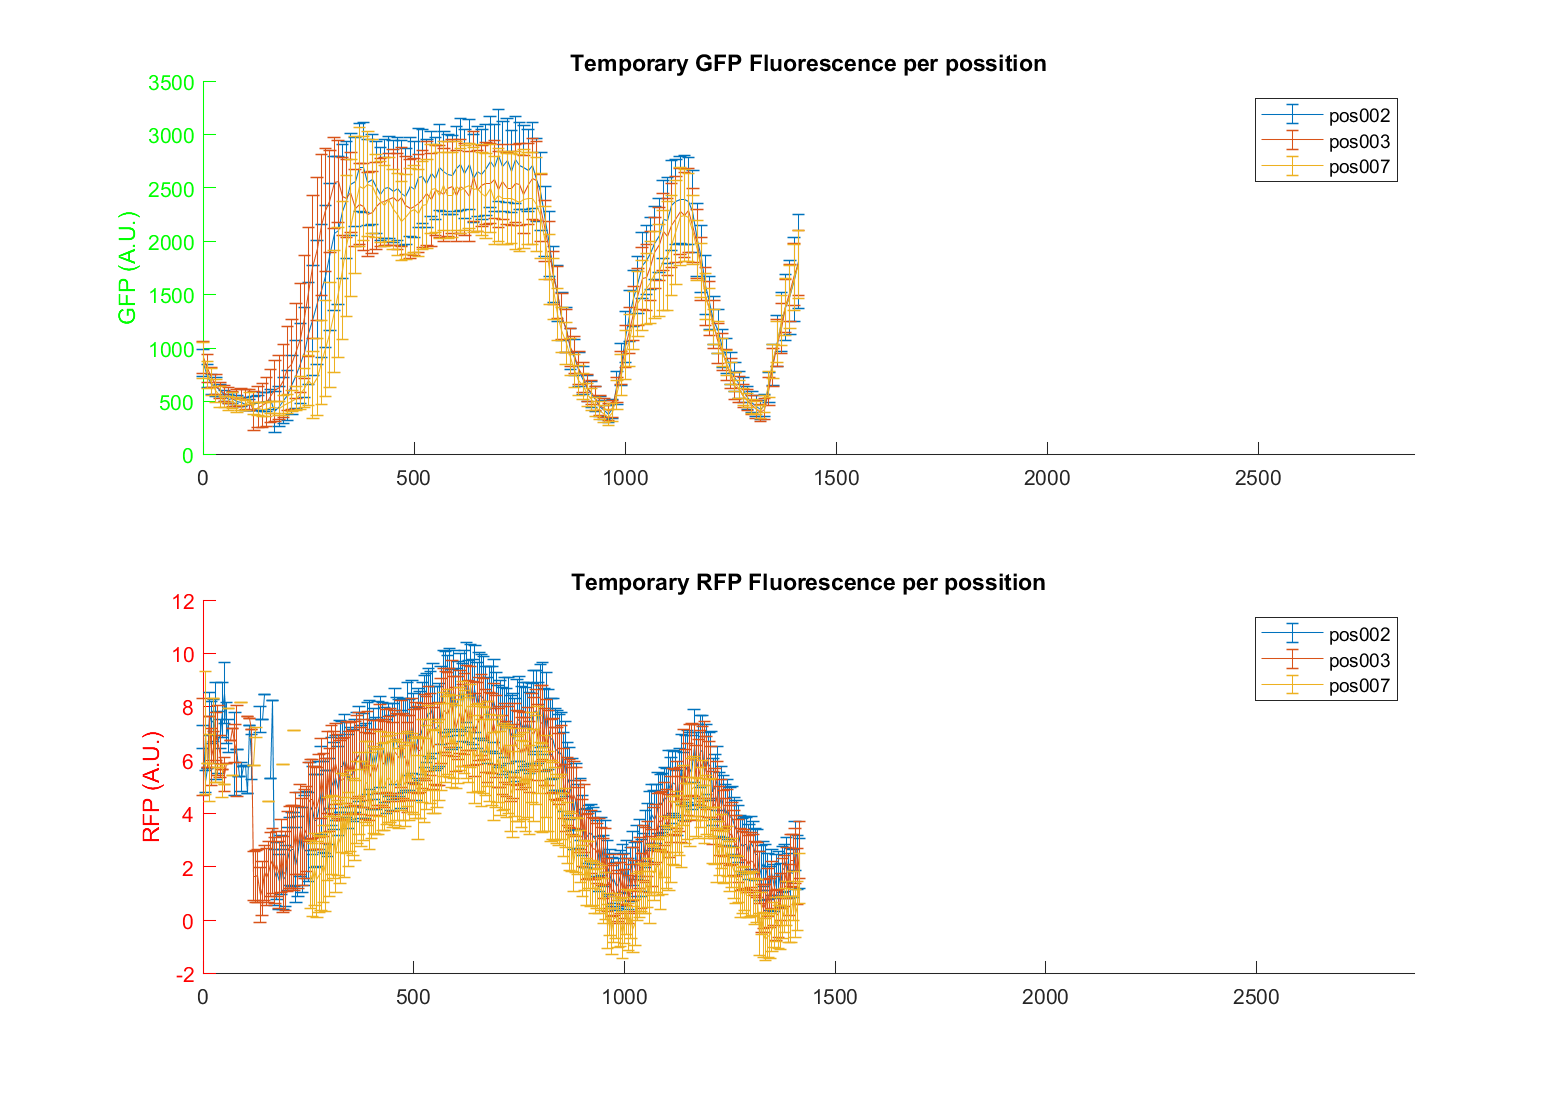 Temporary GFP Fluorescence per possition
3500
3000
2500
2000
1500
1000
500
0
GFP (A.U.)
0 500 1000 1500 2000 2500
pos002
pos003
pos007
Temporary RFP Fluorescence per possition
12
10
8
6
4
2
0
-2
RFP (A.U.)
0 500 1000 1500 2000 2500
pos002
pos003
pos007